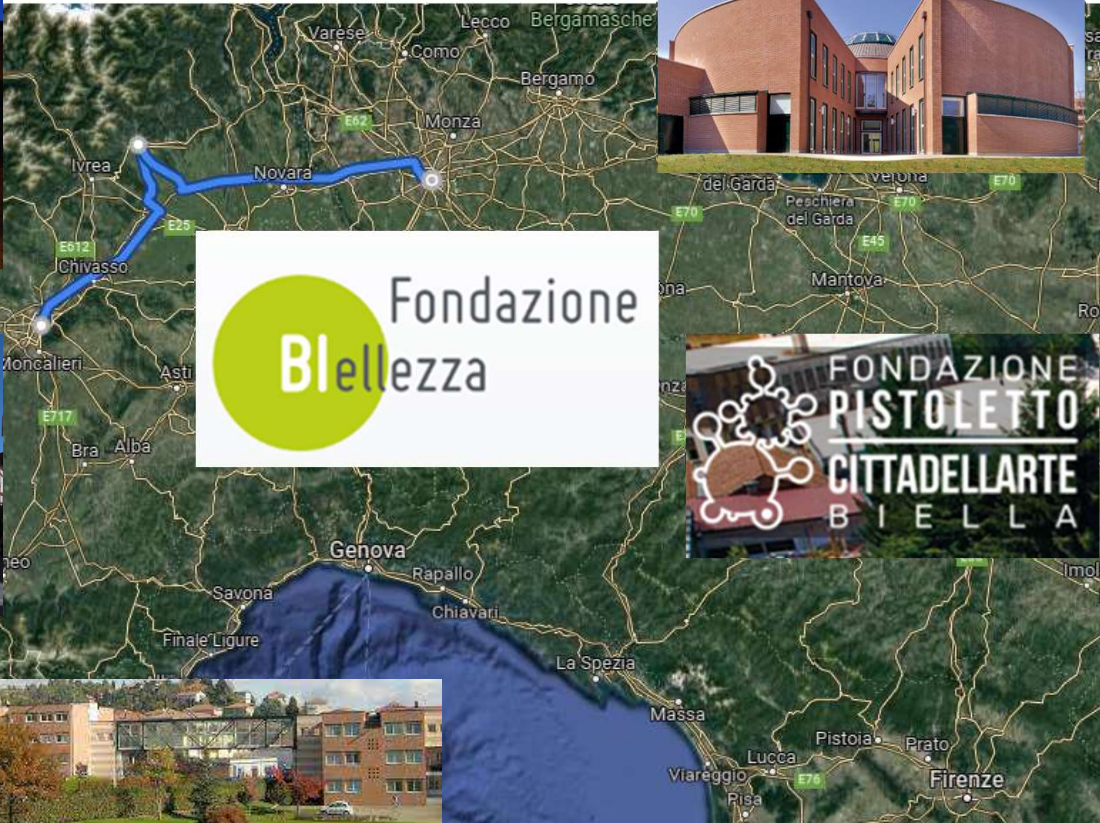 Lecco
Bergamasche
Varese
Como
Bergamo
E62
Monza
Ivrea
Novara
del Garda
Verona
E70
Peschiera
del Garda
E70
E70
E25
E45
E612
Chivasso
Mantova
Fondazione
BIellezza
Moncalieri
Asti
FONDAZIONE
PISTOLETTO
CITTADELLARTE
BIELLA
E717
Bra
Alba
Genova
Rapallo
Savona
Chiavari
Finale Ligure
La Spezia
Massa
Pistoia
Prato
Lucca
Viareggio
E76
Firenze
Pisa